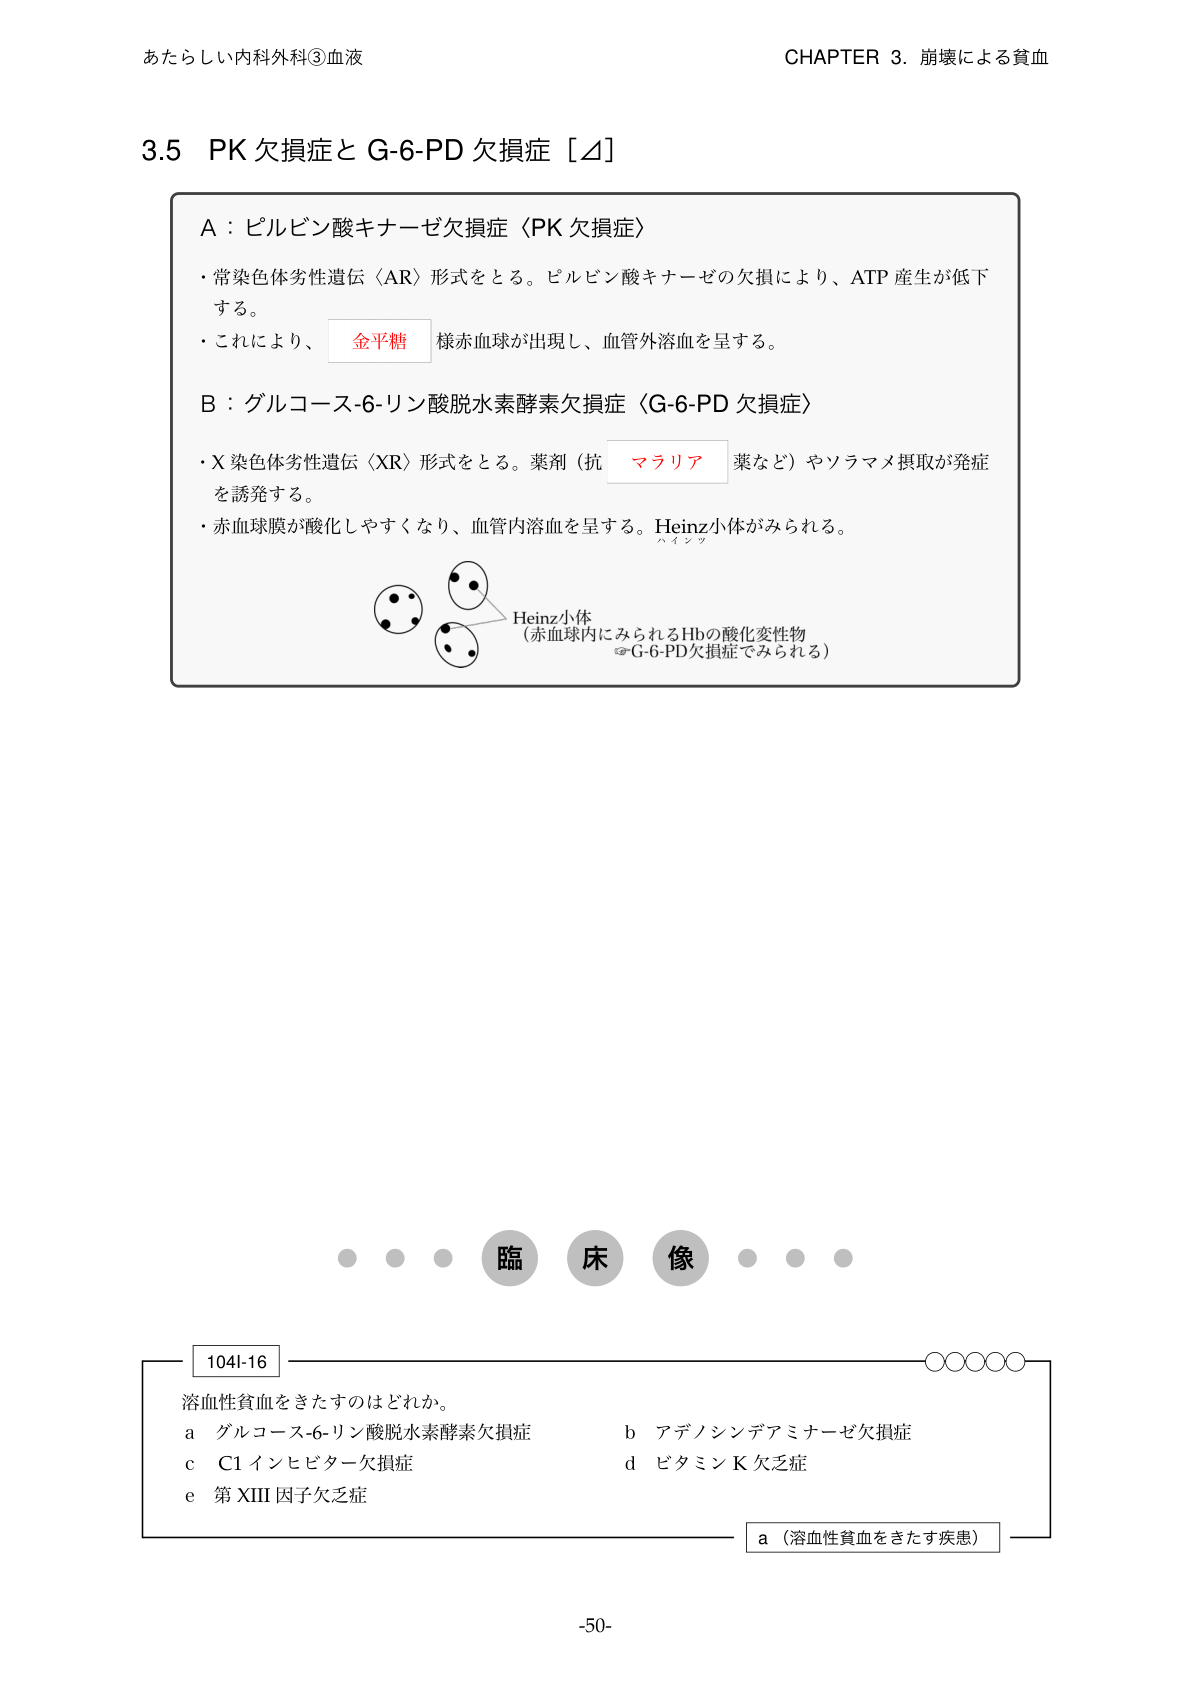 あたらしい内科外科③血液
CHAPTER 3. 崩壊による貧血
3.5 PK 欠損症と G-6-PD 欠損症［⊿］
A：ピルビン酸キナーゼ欠損症〈PK 欠損症〉
・常染色体劣性遺伝〈AR〉形式をとる。ピルビン酸キナーゼの欠損により、ATP 産生が低下
する。
・これにより、 金平糖 様赤血球が出現し、血管外溶血を呈する。
B：グルコース-6-リン酸脱水素酵素欠損症〈G-6-PD 欠損症〉
・X 染色体劣性遺伝〈XR〉形式をとる。薬剤（抗 マラリア 薬など）やソラマメ摂取が発症
を誘発する。
・赤血球膜が酸化しやすくなり、血管内溶血を呈する。Heinz小体がみられる。
ハインツ
Heinz小体
（赤血球内にみられるHbの酸化変性物
☞G-6-PD欠損症でみられる）
臨床像
104I-16
溶血性貧血をきたすのはどれか。
a グルコース-6-リン酸脱水素酵素欠損症 b アデノシンデアミナーゼ欠損症
c C1 インヒビター欠損症 d ビタミン K 欠乏症
e 第 XIII 因子欠乏症
a （溶血性貧血をきたす疾患）
-50-